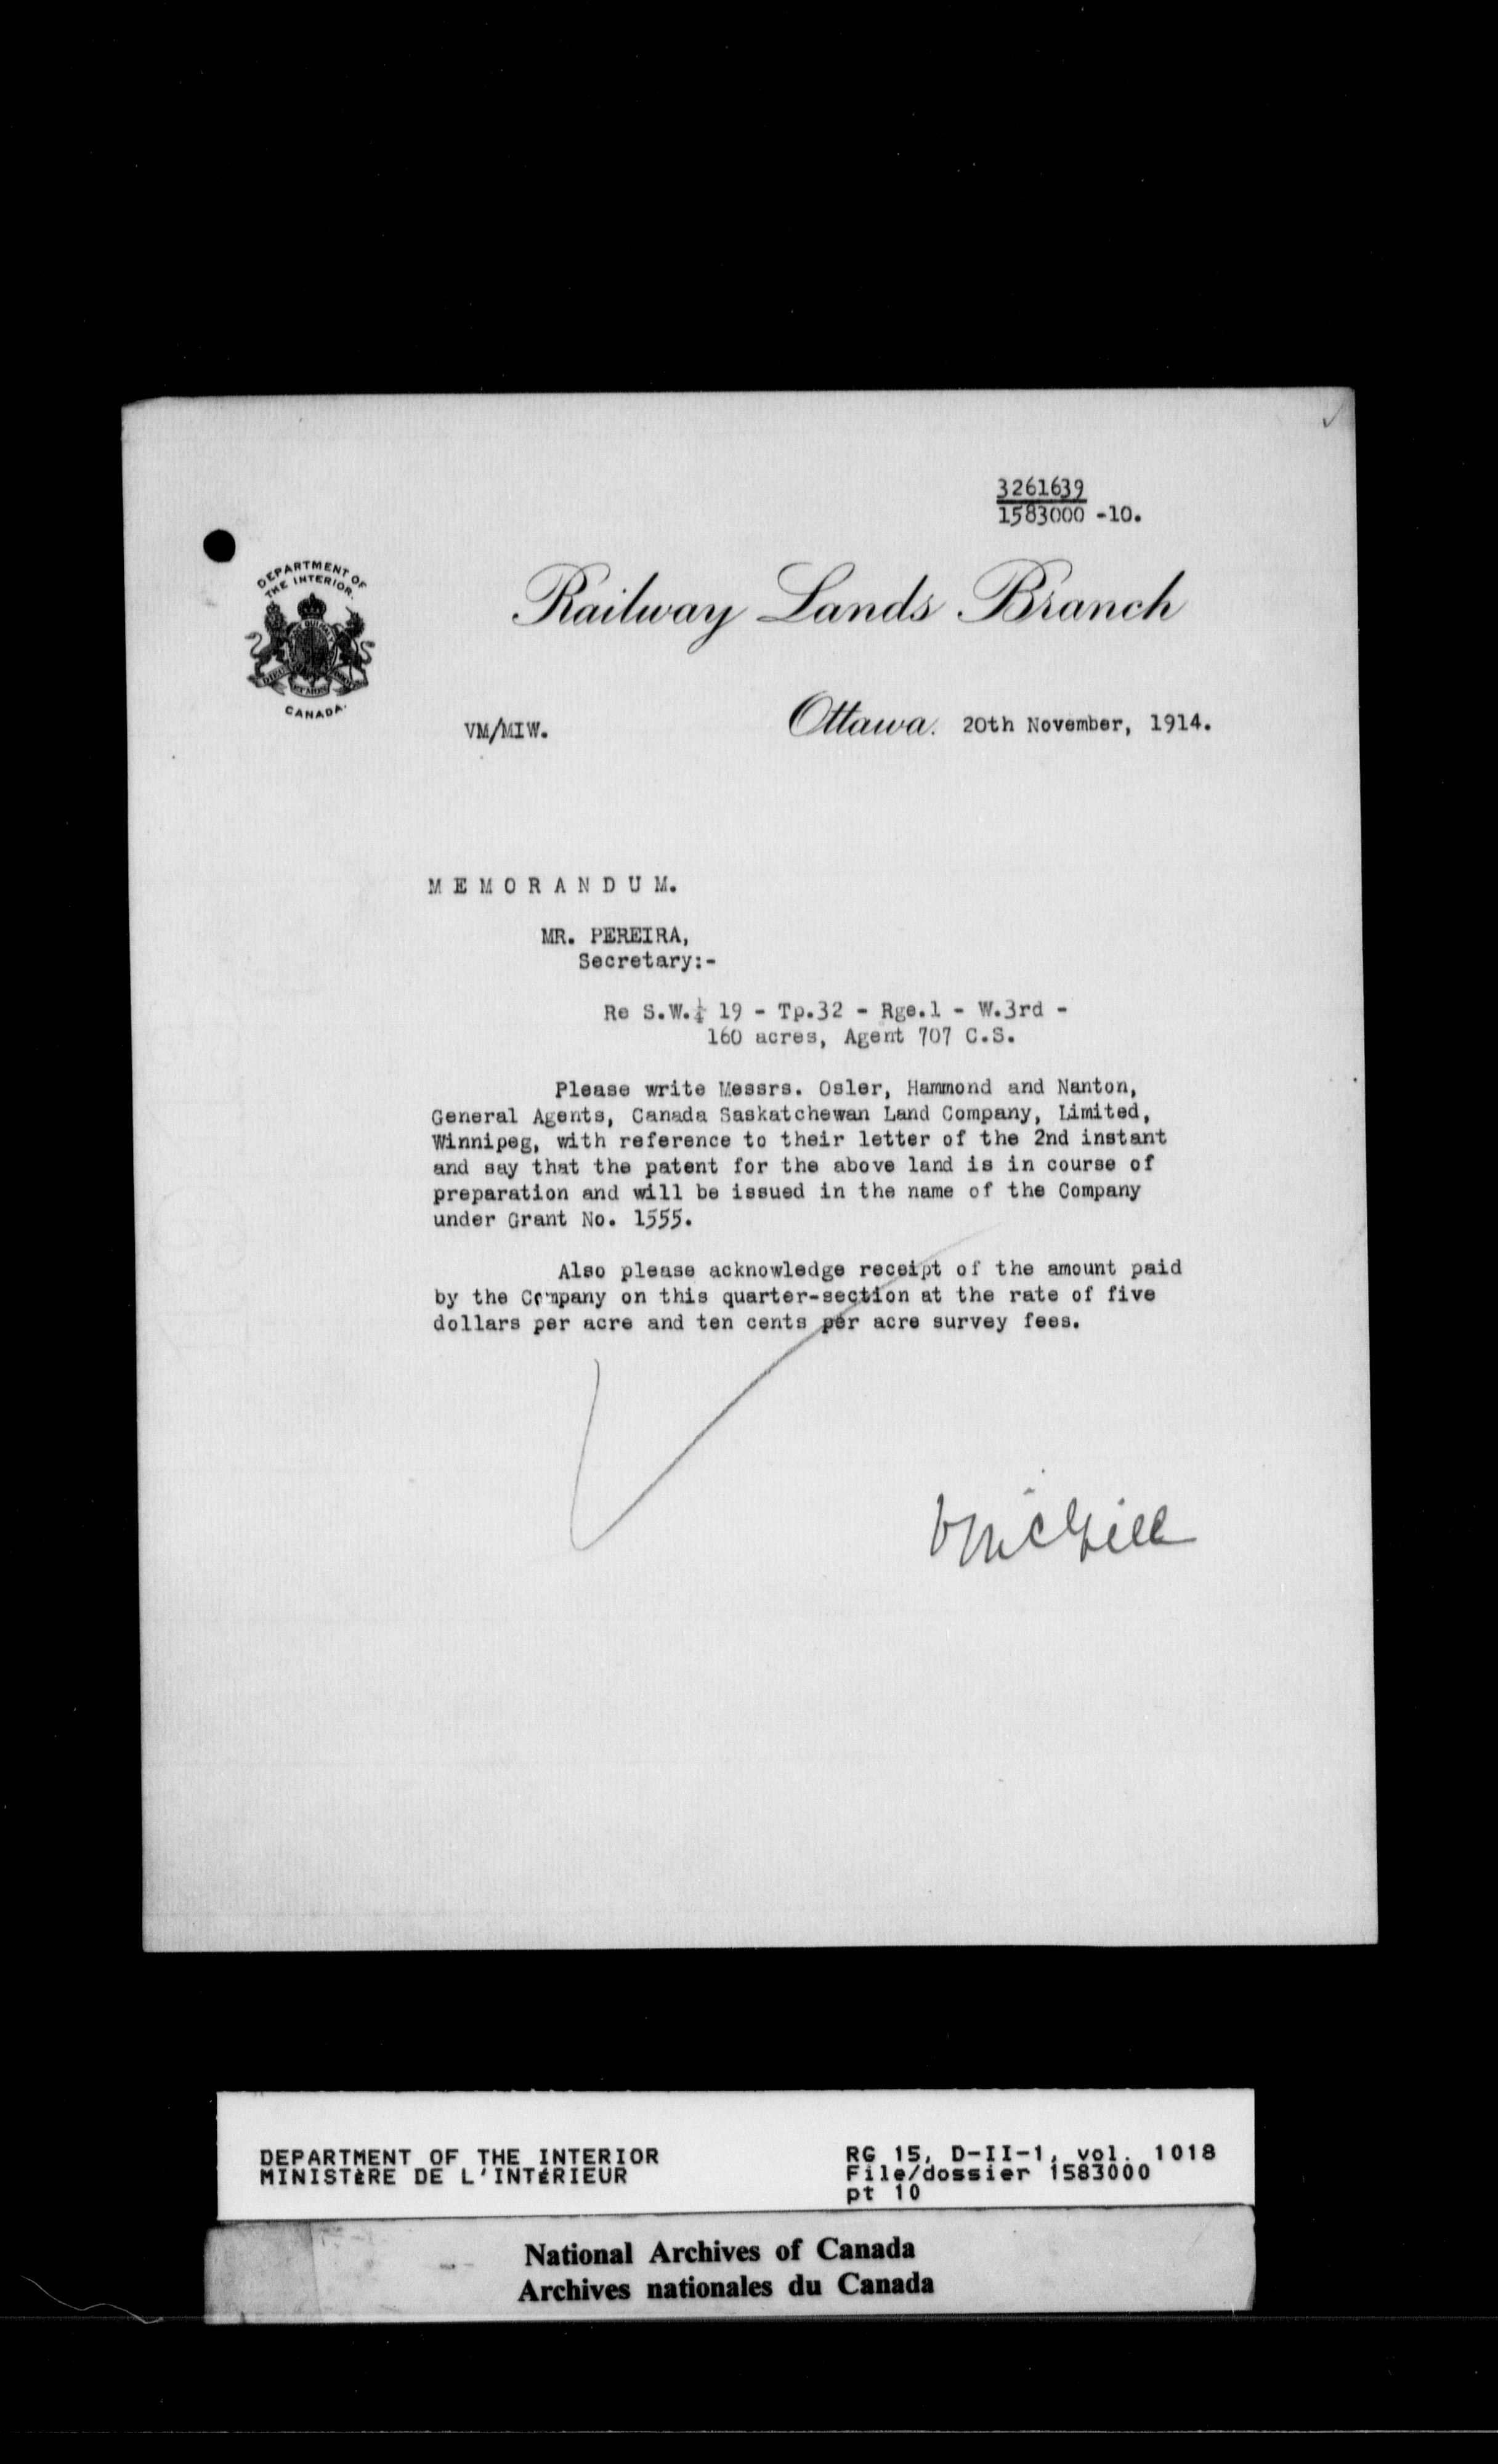 3261639
1583000 -10.
DEPARTMENT OF
THE INTERIOR.
CANADA.
Railway Lands Branch
VM/MIW.
Ottawa. 20th November, 1914.
MEMORANDUM.
MR. PEREIRA,
Secretary:-
Re S.W.¼ 19 - Tp.32 - Rge.1 - W.3rd -
160 acres, Agent 707 C.S.
Please write Messrs. Osler, Hammond and Nanton,
General Agents, Canada Saskatchewan Land Company, Limited,
Winnipeg, with reference to their letter of the 2nd instant
and say that the patent for the above land is in course of
preparation and will be issued in the name of the Company
under Grant No. 1555.
Also please acknowledge receipt of the amount paid
by the Company on this quarter-section at the rate of five
dollars per acre and ten cents per acre survey fees.
VMcGill
DEPARTMENT OF THE INTERIOR
MINISTÈRE DE L'INTÉRIEUR
RG 15, D-II-1, vol. 1018
File/dossier 1583000
pt 10
National Archives of Canada
Archives nationales du Canada